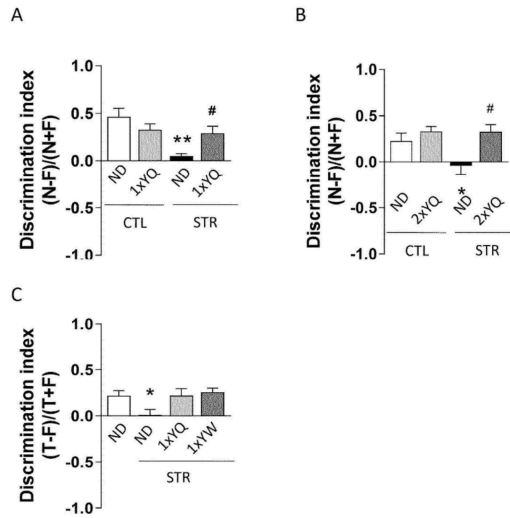 A
Discrimination index
(N-F)/(N+F)
1.0
0.5
0.0
-0.5
-1.0
**
#
ND
1xYQ
ND
1xYQ
CTL
STR
B
Discrimination index
(N-F)/(N+F)
1.0
0.5
0.0
-0.5
-1.0
#
*
ND
2xYQ
ND
2xYQ
CTL
STR
C
Discrimination index
(T-F)/(T+F)
1.0
0.5
0.0
-0.5
-1.0
*
ND
ND
1xYQ
1xYW
STR